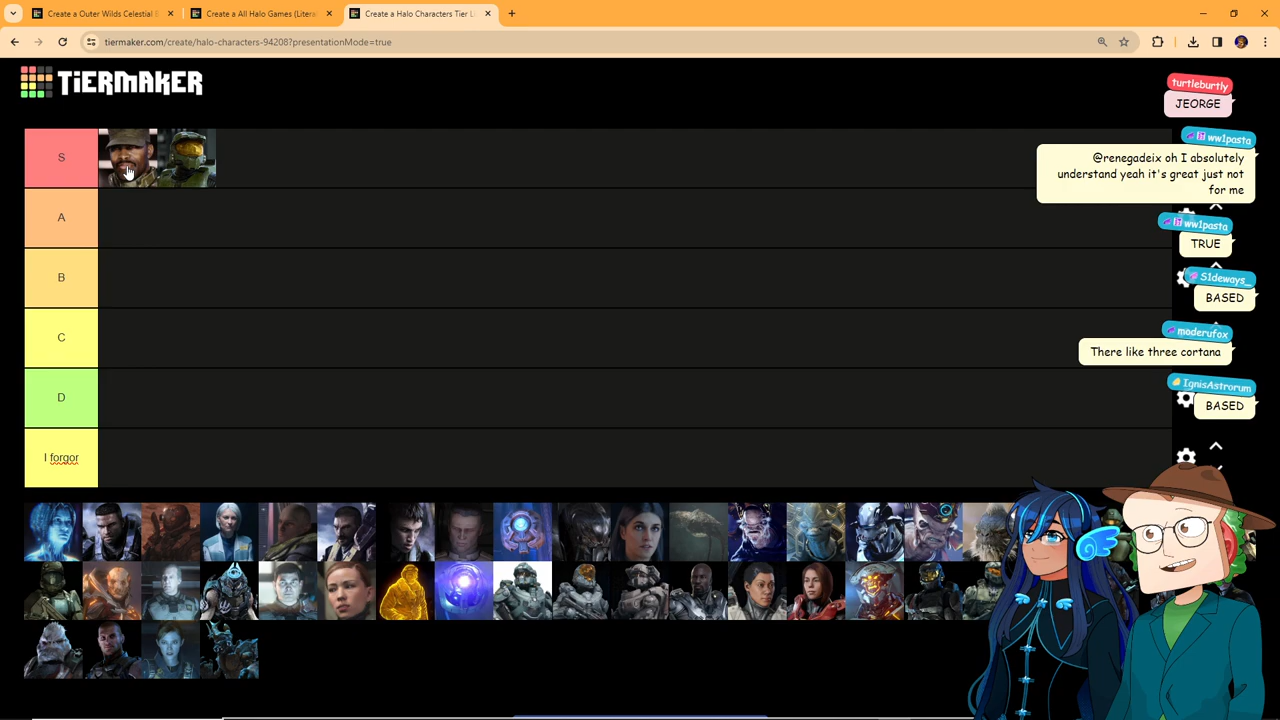 Create a Outer Wilds Celestial B
Create a All Halo Games (Litera
Create a Halo Characters Tier L
tiermaker.com/create/halo-characters-94208?presentationMode=true
TiERMAKER
S
A
B
C
D
I forgor
turtleburtly
JEORGE
ww1pasta
@renegadeix oh I absolutely
understand yeah it's great just not
for me
ww1pasta
TRUE
S1deways_
BASED
moderufox
There like three cortana
IgnisAstrorum
BASED